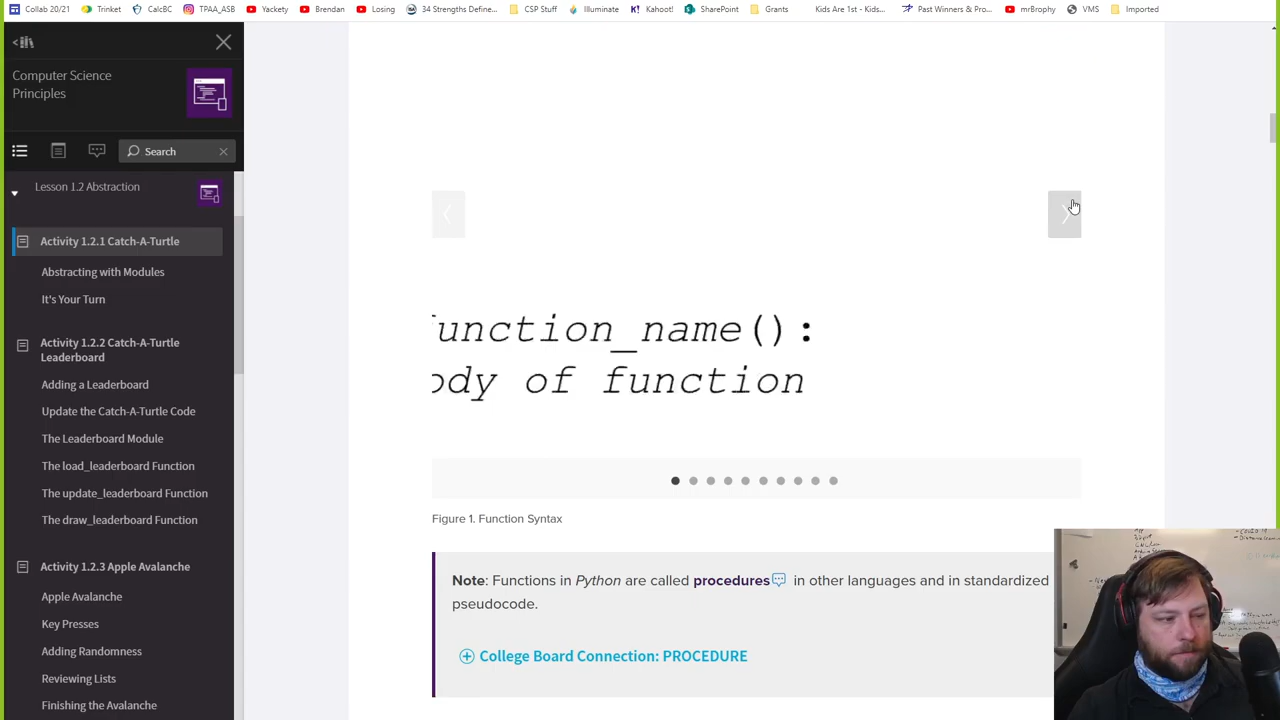 Collab 20/21 Trinket CalcBC TPAA_ASB Yackety Brendan Losing 34 Strengths Define... CSP Stuff Illuminate Kahoot! SharePoint Grants Kids Are 1st - Kids... Past Winners & Pro... mrBrophy VMS Imported
Computer Science
Principles
Search
Lesson 1.2 Abstraction
Activity 1.2.1 Catch-A-Turtle
Abstracting with Modules
It's Your Turn
Activity 1.2.2 Catch-A-Turtle
Leaderboard
Adding a Leaderboard
Update the Catch-A-Turtle Code
The Leaderboard Module
The load_leaderboard Function
The update_leaderboard Function
The draw_leaderboard Function
Activity 1.2.3 Apple Avalanche
Apple Avalanche
Key Presses
Adding Randomness
Reviewing Lists
Finishing the Avalanche
function_name():
body of function
Figure 1. Function Syntax
Note: Functions in Python are called procedures in other languages and in standardized
pseudocode.
College Board Connection: PROCEDURE